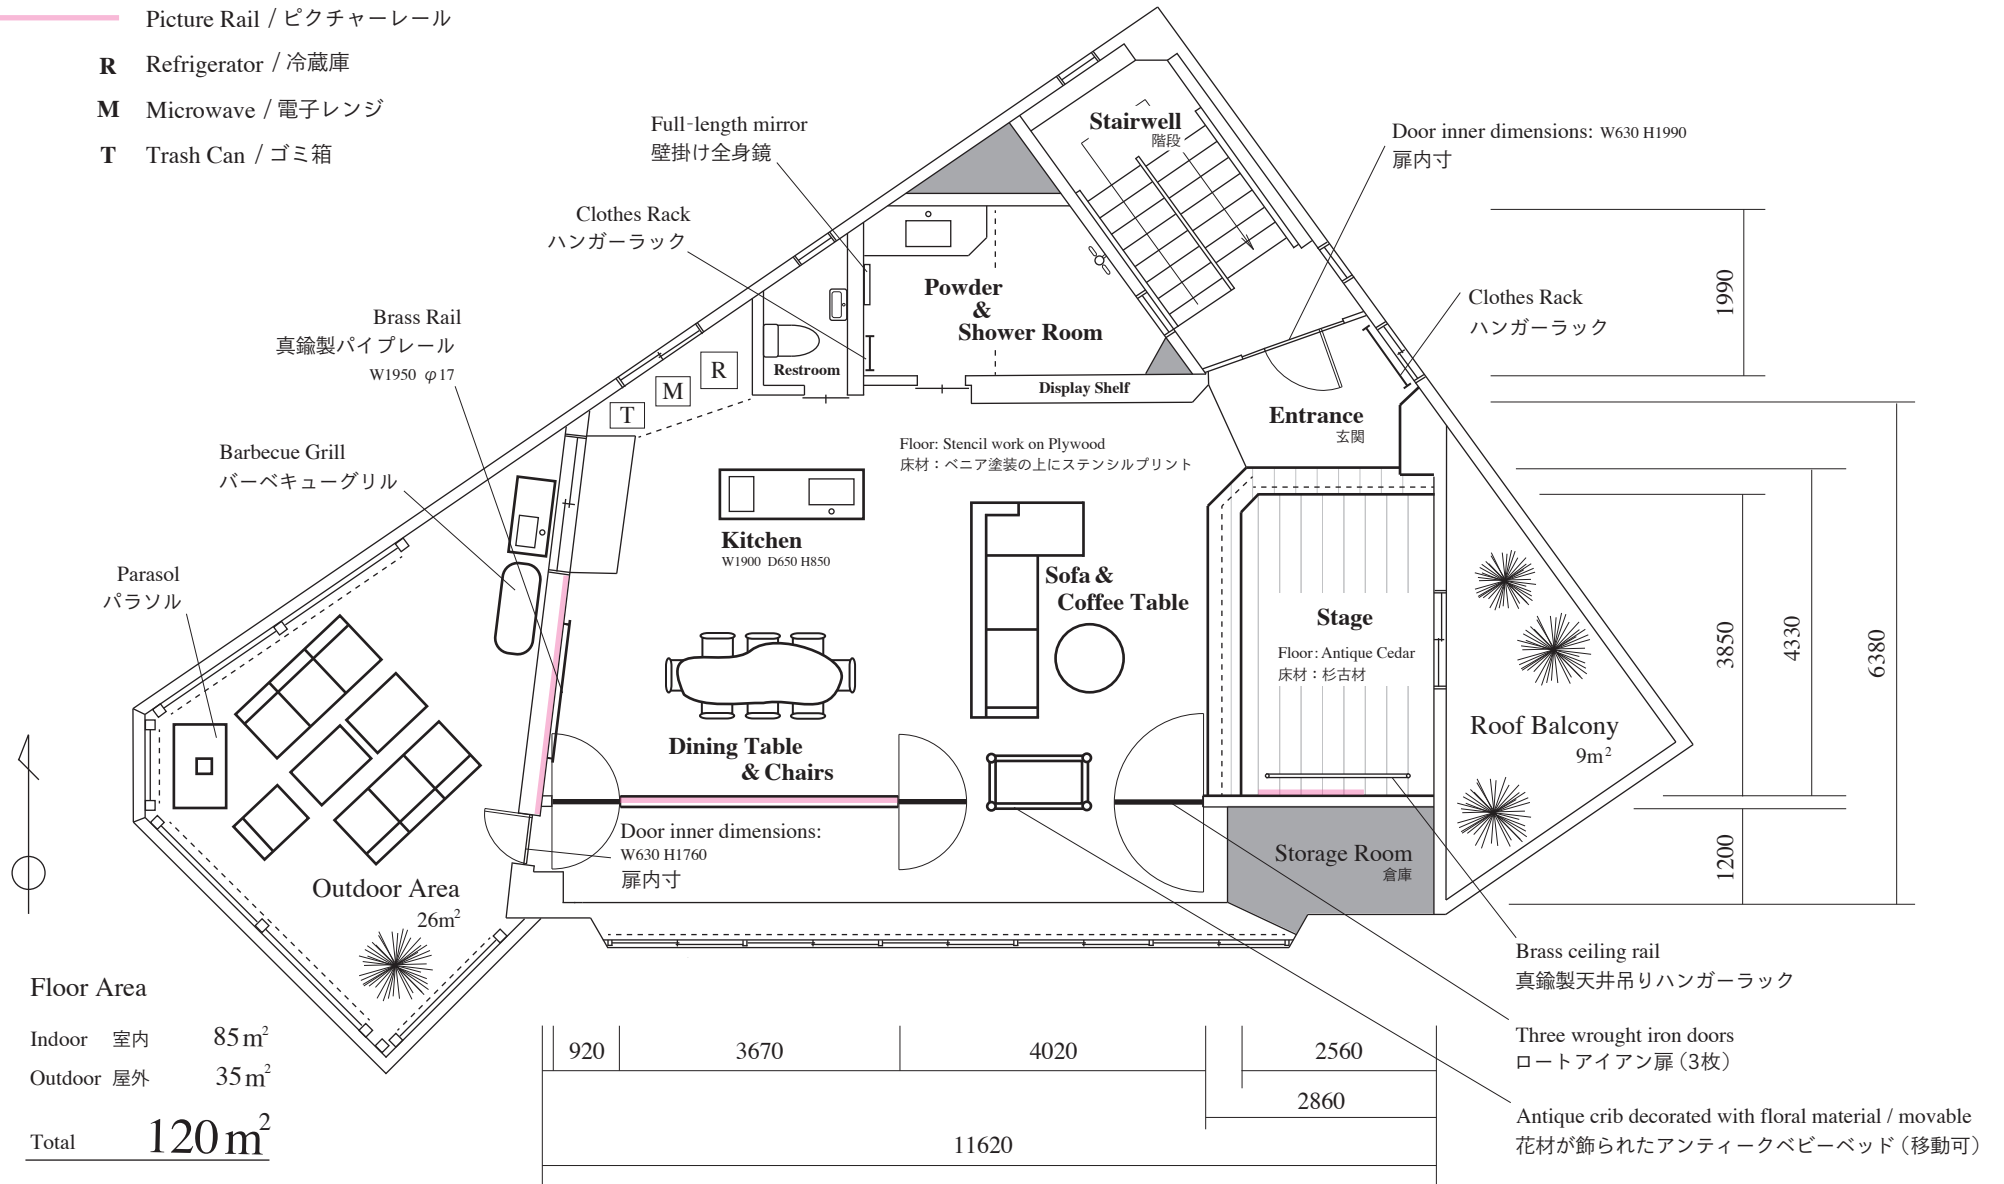 Picture Rail / ピクチャーレール
R Refrigerator / 冷蔵庫
M Microwave / 電子レンジ
T Trash Can / ゴミ箱
Full-length mirror
壁掛け全身鏡
Clothes Rack
ハンガーラック
Brass Rail
真鍮製パイプレール
W1950 φ17
Barbecue Grill
バーベキューグリル
Parasol
パラソル
Stairwell
階段
Door inner dimensions: W630 H1990
扉内寸
Clothes Rack
ハンガーラック
Powder
&
Shower Room
Restroom
R
M
T
Display Shelf
Entrance
玄関
Floor: Stencil work on Plywood
床材：ベニア塗装の上にステンシルプリント
Kitchen
W1900 D650 H850
Sofa &
Coffee Table
Stage
Floor: Antique Cedar
床材：杉古材
Dining Table
& Chairs
Roof Balcony
9m²
Door inner dimensions:
W630 H1760
扉内寸
Storage Room
倉庫
Outdoor Area
26m²
1990
3850
4330
6380
1200
Brass ceiling rail
真鍮製天井吊りハンガーラック
Three wrought iron doors
ロートアイアン扉（3枚）
Antique crib decorated with floral material / movable
花材が飾られたアンティークベビーベッド（移動可）
920
3670
4020
2560
2860
11620
Floor Area
Indoor 室内 85m²
Outdoor 屋外 35m²
Total 120m²